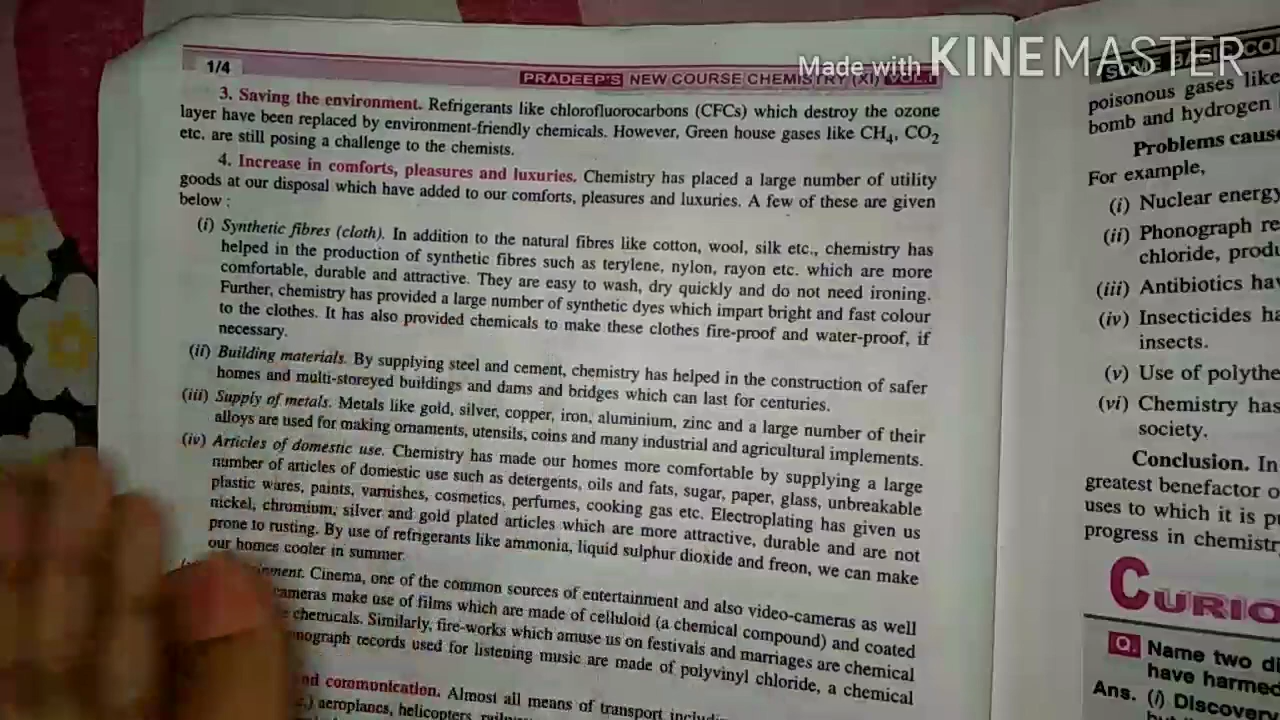 Made with KINEMASTER
1/4
PRADEEP'S NEW COURSE CHEMISTRY (XI) VOL.I
3. Saving the environment. Refrigerants like chlorofluorocarbons (CFCs) which destroy the ozone
layer have been replaced by environment-friendly chemicals. However, Green house gases like CH₄, CO₂
etc. are still posing a challenge to the chemists.
4. Increase in comforts, pleasures and luxuries. Chemistry has placed a large number of utility
goods at our disposal which have added to our comforts, pleasures and luxuries. A few of these are given
below :
(i) Synthetic fibres (cloth). In addition to the natural fibres like cotton, wool, silk etc., chemistry has
helped in the production of synthetic fibres such as terylene, nylon, rayon etc. which are more
comfortable, durable and attractive. They are easy to wash, dry quickly and do not need ironing.
Further, chemistry has provided a large number of synthetic dyes which impart bright and fast colour
to the clothes. It has also provided chemicals to make these clothes fire-proof and water-proof, if
necessary.
(ii) Building materials. By supplying steel and cement, chemistry has helped in the construction of safer
homes and multi-storeyed buildings and dams and bridges which can last for centuries.
(iii) Supply of metals. Metals like gold, silver, copper, iron, aluminium, zinc and a large number of their
alloys are used for making ornaments, utensils, coins and many industrial and agricultural implements.
(iv) Articles of domestic use. Chemistry has made our homes more comfortable by supplying a large
number of articles of domestic use such as detergents, oils and fats, sugar, paper, glass, unbreakable
plastic wares, paints, varnishes, cosmetics, perfumes, cooking gas etc. Electroplating has given us
nickel, chromium, silver and gold plated articles which are more attractive, durable and are not
prone to rusting. By use of refrigerants like ammonia, liquid sulphur dioxide and freon, we can make
our homes cooler in summer.
Cinema, one of the common sources of entertainment and also video-cameras as well
cameras make use of films which are made of celluloid (a chemical compound) and coated
chemicals. Similarly, fire-works which amuse us on festivals and marriages are chemical
records used for listening music are made of polyvinyl chloride, a chemical
communication. Almost all means of transport
aeroplanes, helicopters,
SOME BASIC
poisonous gases like
bomb and hydrogen
Problems
For example,
(i) Nuclear energy
(ii) Phonograph
chloride,
(iii) Antibiotics
(iv) Insecticides
insects.
(v) Use of
(vi) Chemistry has
society.
Conclusion. In
greatest benefactor
uses to which it is
progress in
CURIO
Q. Name two
have harmed
Ans. (i) Discovery